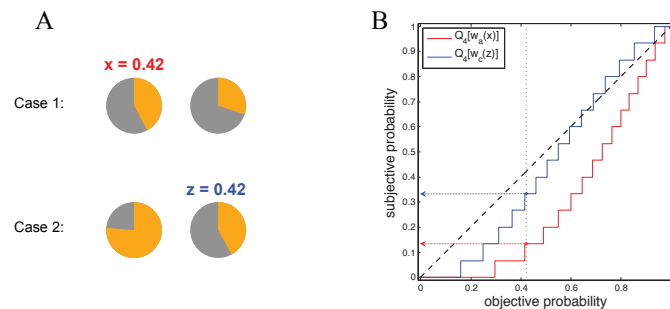 A
x = 0.42
Case 1:
z = 0.42
Case 2:
B
Q4[wa(x)]
Q4[wc(z)]
subjective probability
1
0.9
0.8
0.7
0.6
0.5
0.4
0.3
0.2
0.1
0
0 0.2 0.4 0.6 0.8
objective probability